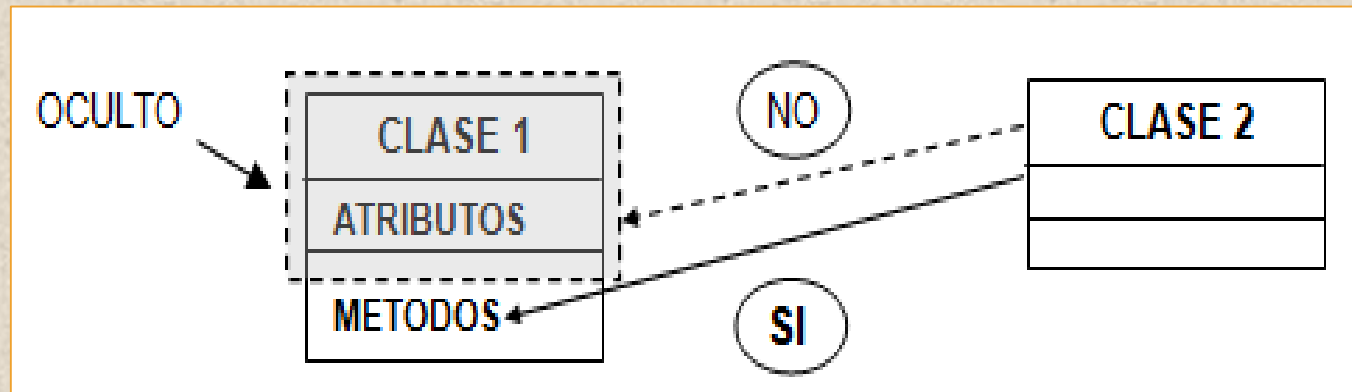 OCULTO
CLASE 1
ATRIBUTOS
METODOS
NO
SI
CLASE 2